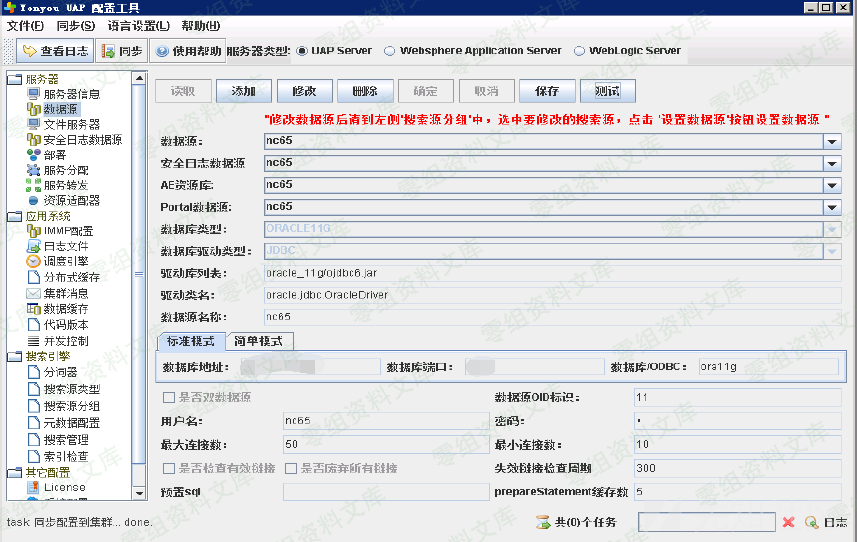 Yonyou UAP 配置工具
文件(F) 同步(S) 语言设置(L) 帮助(H)
查看日志 同步 使用帮助 服务器类型: UAP Server Websphere Application Server WebLogic Server
服务器
服务器信息
数据源
文件服务器
安全日志数据源
部署
服务分配
服务转发
资源适配器
应用系统
IMMP配置
日志文件
调度引擎
分布式缓存
集群消息
数据缓存
代码版本
并发控制
搜索引擎
分词器
搜索源类型
搜索源分组
元数据配置
搜索管理
索引检查
其它配置
License
读取 添加 修改 删除 确定 取消 保存 测试
"修改数据源后请到左侧'搜索源分组'中，选中要修改的搜索源，点击 '设置数据源'按钮设置数据源 "
数据源: nc65
安全日志数据源 nc65
AE资源库: nc65
Portal数据源: nc65
数据库类型: ORACLE11G
数据库驱动类型: JDBC
驱动库列表: oracle_11g/ojdbc6.jar
驱动类名: oracle.jdbc.OracleDriver
数据源名称: nc65
标准模式 简单模式
数据库地址: 数据库端口: 数据库/ODBC: ora11g
是否双数据源 数据源OID标识: 11
用户名: nc65 密码: *
最大连接数: 50 最小连接数: 10
是否检查有效链接 是否废弃所有链接 失效链接检查周期 300
预置sql prepareStatement缓存数 5
task 同步配置到集群... done. 共(0)个任务 日志
零组资料文库